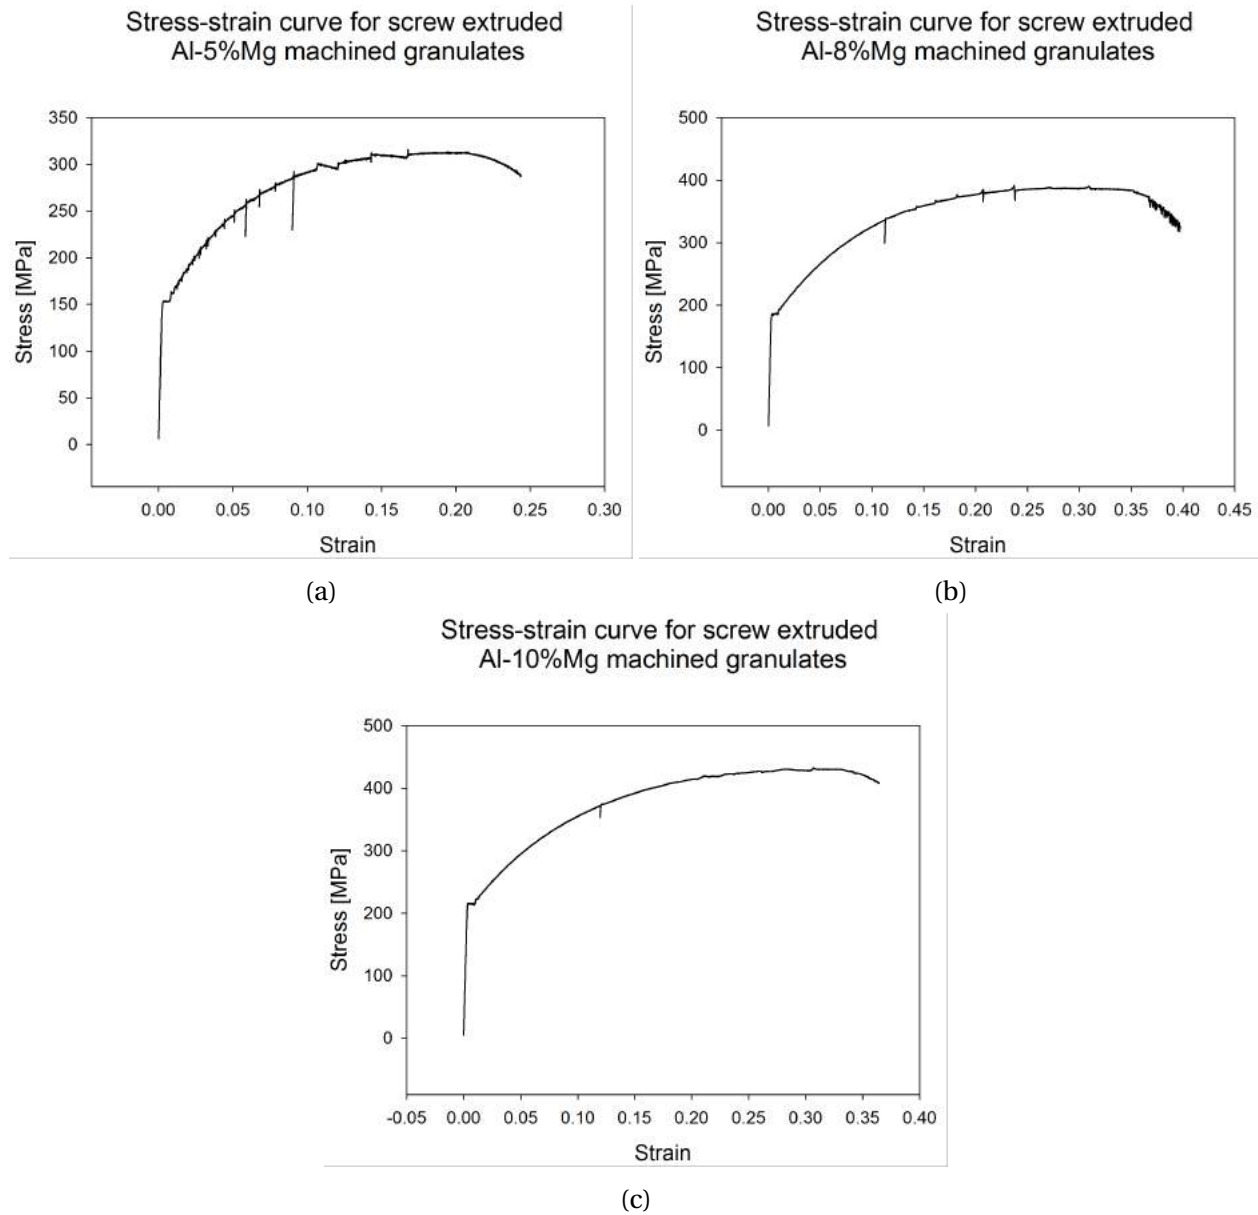 Stress-strain curve for screw extruded
Al-5%Mg machined granulates
350
300
250
200
150
100
50
0
Stress [MPa]
0.00 0.05 0.10 0.15 0.20 0.25 0.30
Strain
(a)
Stress-strain curve for screw extruded
Al-8%Mg machined granulates
500
400
300
200
100
0
Stress [MPa]
0.00 0.05 0.10 0.15 0.20 0.25 0.30 0.35 0.40 0.45
Strain
(b)
Stress-strain curve for screw extruded
Al-10%Mg machined granulates
500
400
300
200
100
0
Stress [MPa]
-0.05 0.00 0.05 0.10 0.15 0.20 0.25 0.30 0.35 0.40
Strain
(c)